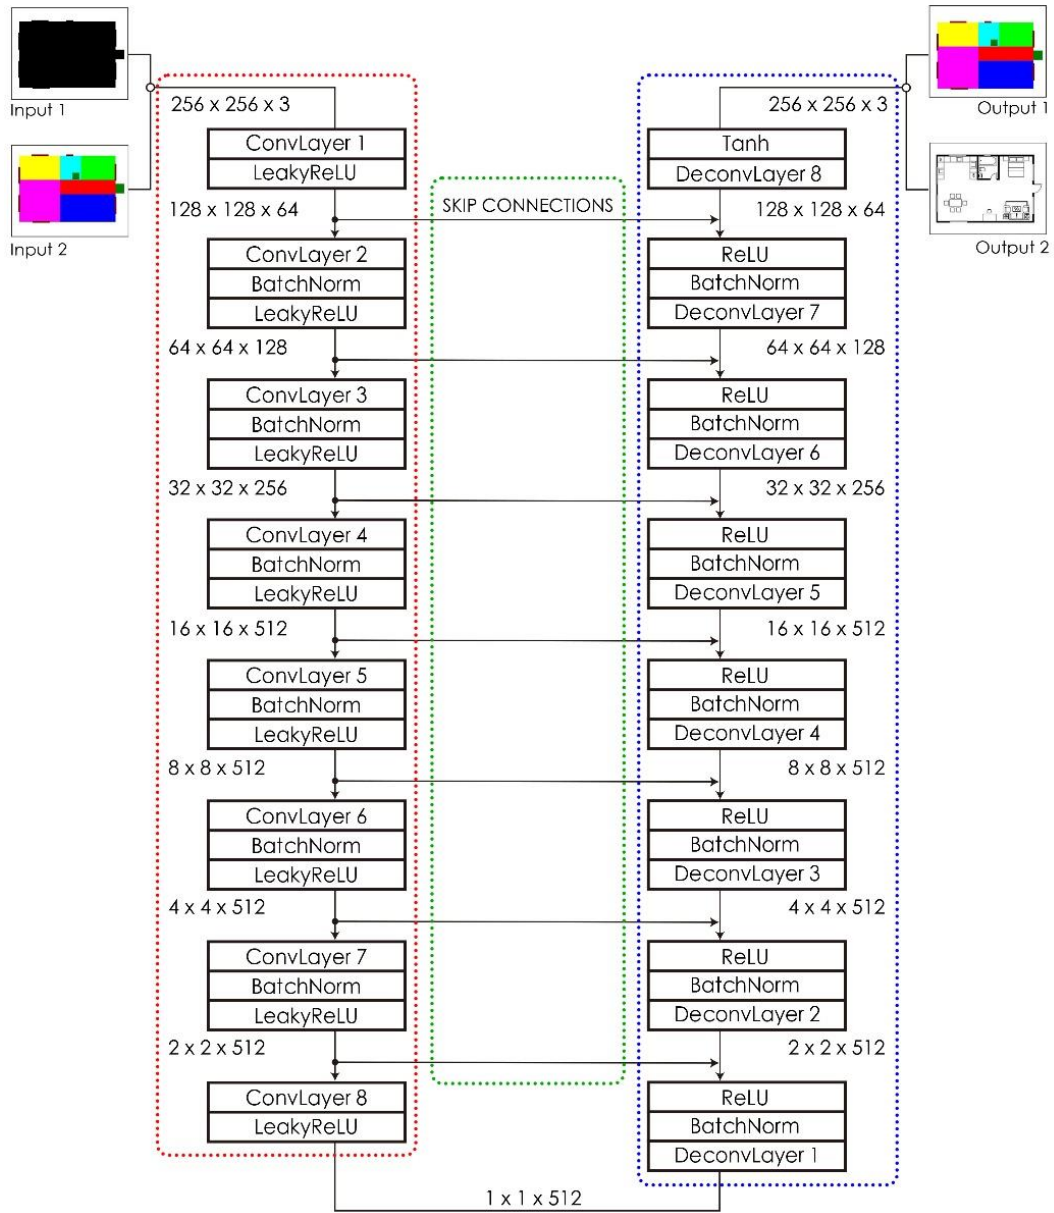 Input 1
Input 2
256 x 256 x 3
ConvLayer 1
LeakyReLU
128 x 128 x 64
ConvLayer 2
BatchNorm
LeakyReLU
64 x 64 x 128
ConvLayer 3
BatchNorm
LeakyReLU
32 x 32 x 256
ConvLayer 4
BatchNorm
LeakyReLU
16 x 16 x 512
ConvLayer 5
BatchNorm
LeakyReLU
8 x 8 x 512
ConvLayer 6
BatchNorm
LeakyReLU
4 x 4 x 512
ConvLayer 7
BatchNorm
LeakyReLU
2 x 2 x 512
ConvLayer 8
LeakyReLU
1 x 1 x 512
SKIP CONNECTIONS
Output 1
Output 2
256 x 256 x 3
Tanh
DeconvLayer 8
128 x 128 x 64
ReLU
BatchNorm
DeconvLayer 7
64 x 64 x 128
ReLU
BatchNorm
DeconvLayer 6
32 x 32 x 256
ReLU
BatchNorm
DeconvLayer 5
16 x 16 x 512
ReLU
BatchNorm
DeconvLayer 4
8 x 8 x 512
ReLU
BatchNorm
DeconvLayer 3
4 x 4 x 512
ReLU
BatchNorm
DeconvLayer 2
2 x 2 x 512
ReLU
BatchNorm
DeconvLayer 1